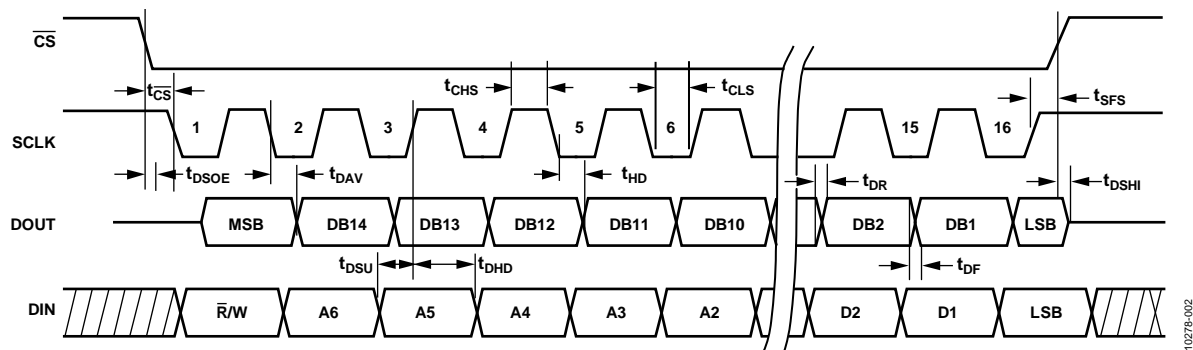 CS
tCS
tCHS
tCLS
tSFS
SCLK
1 2 3 4 5 6 15 16
tDSOE
tDAV
tHD
tDR
tDSHI
DOUT
MSB DB14 DB13 DB12 DB11 DB10 DB2 DB1 LSB
tDSU
tDHD
tDF
DIN
R/W A6 A5 A4 A3 A2 D2 D1 LSB
10278-002